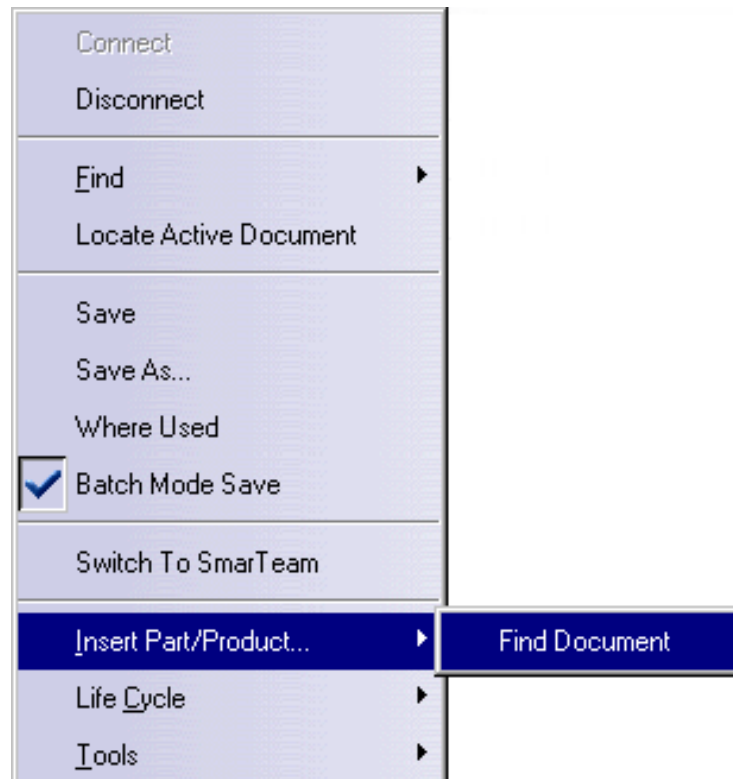 Connect
Disconnect
Find
Locate Active Document
Save
Save As...
Where Used
Batch Mode Save
Switch To SmarTeam
Insert Part/Product...
Find Document
Life Cycle
Tools